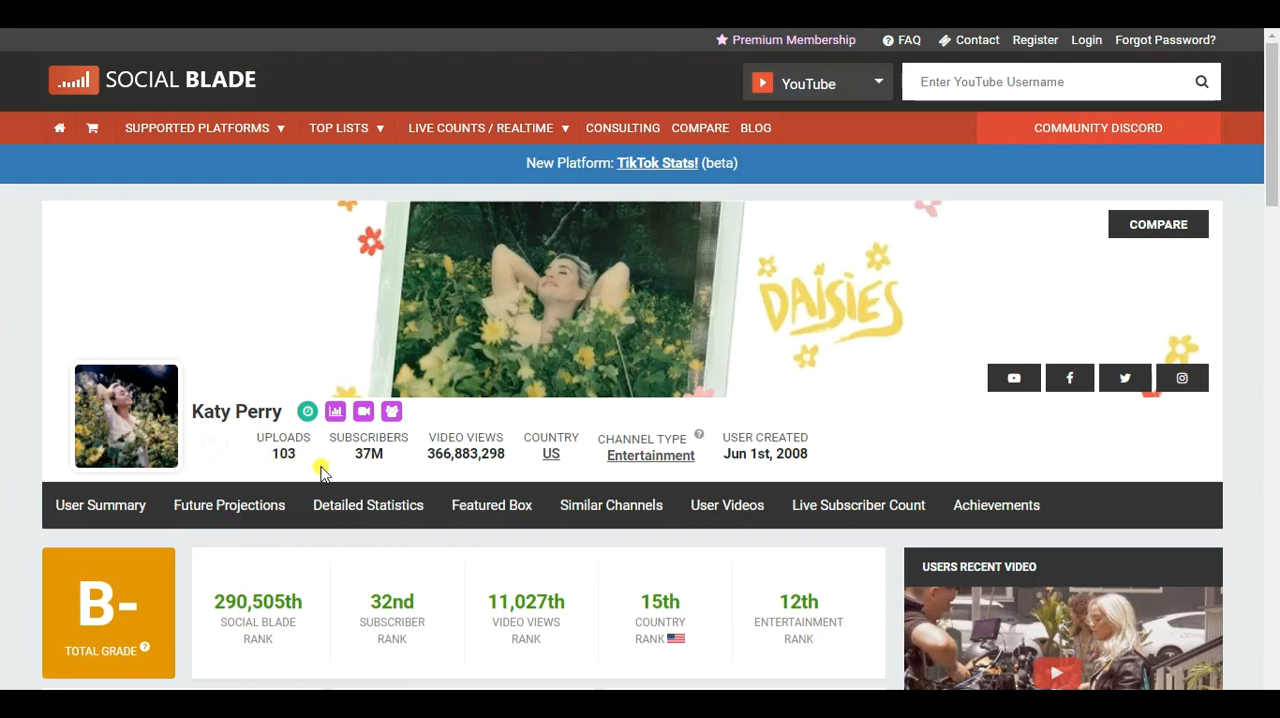 Premium Membership FAQ Contact Register Login Forgot Password?
SOCIAL BLADE YouTube Enter YouTube Username
SUPPORTED PLATFORMS TOP LISTS LIVE COUNTS / REALTIME CONSULTING COMPARE BLOG COMMUNITY DISCORD
New Platform: TikTok Stats! (beta)
COMPARE
DAISIES
Katy Perry
UPLOADS SUBSCRIBERS VIDEO VIEWS COUNTRY CHANNEL TYPE USER CREATED
103 37M 366,883,298 US Entertainment Jun 1st, 2008
User Summary Future Projections Detailed Statistics Featured Box Similar Channels User Videos Live Subscriber Count Achievements
USERS RECENT VIDEO
B- 290,505th 32nd 11,027th 15th 12th
SOCIAL BLADE SUBSCRIBER VIDEO VIEWS COUNTRY ENTERTAINMENT
RANK RANK RANK RANK RANK
TOTAL GRADE